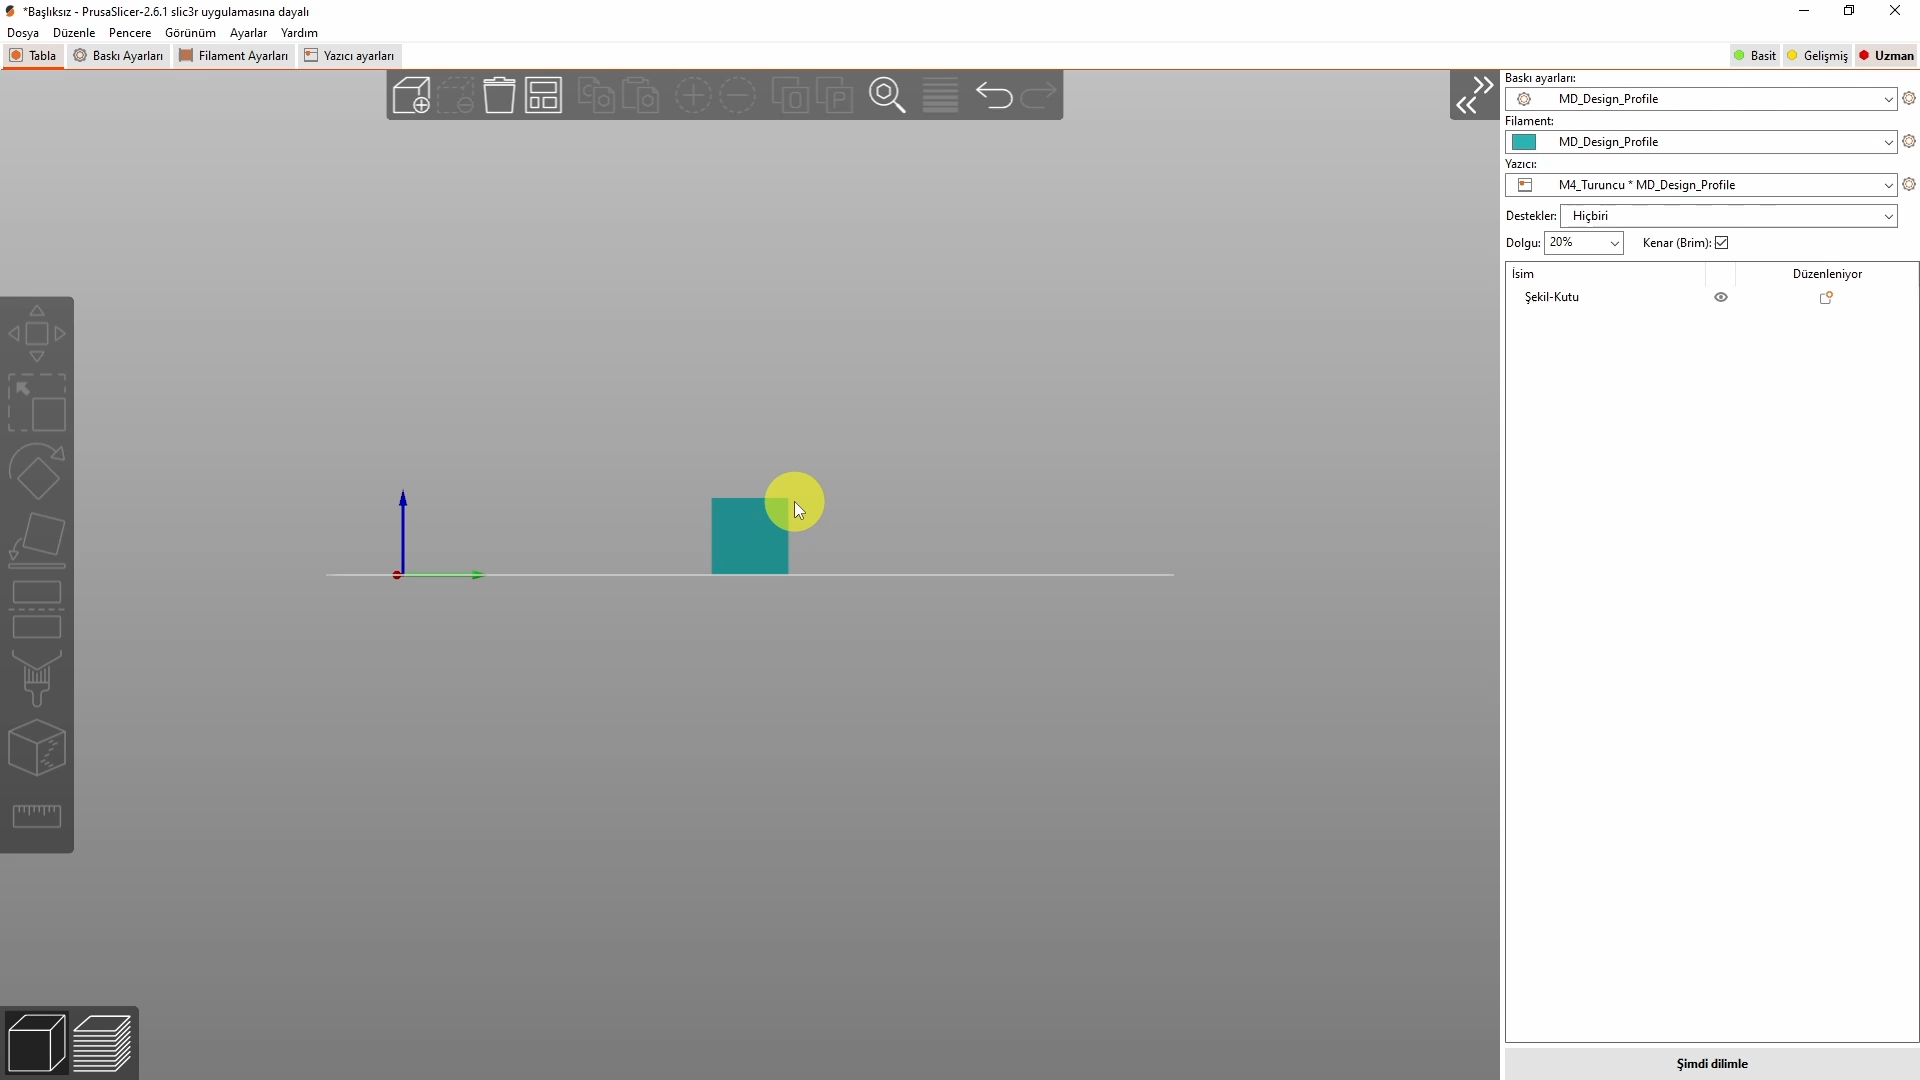 *Başlıksız - PrusaSlicer-2.6.1 slic3r uygulamasına dayalı
Dosya Düzenle Pencere Görünüm Ayarlar Yardım
Tabla Baskı Ayarları Filament Ayarları Yazıcı ayarları Basit Gelişmiş Uzman
Baskı ayarları:
MD_Design_Profile
Filament:
MD_Design_Profile
Yazıcı:
M4_Turuncu * MD_Design_Profile
Destekler: Hiçbiri
Dolgu: 20% Kenar (Brim):
İsim Düzenleniyor
Şekil-Kutu
Şimdi dilimle